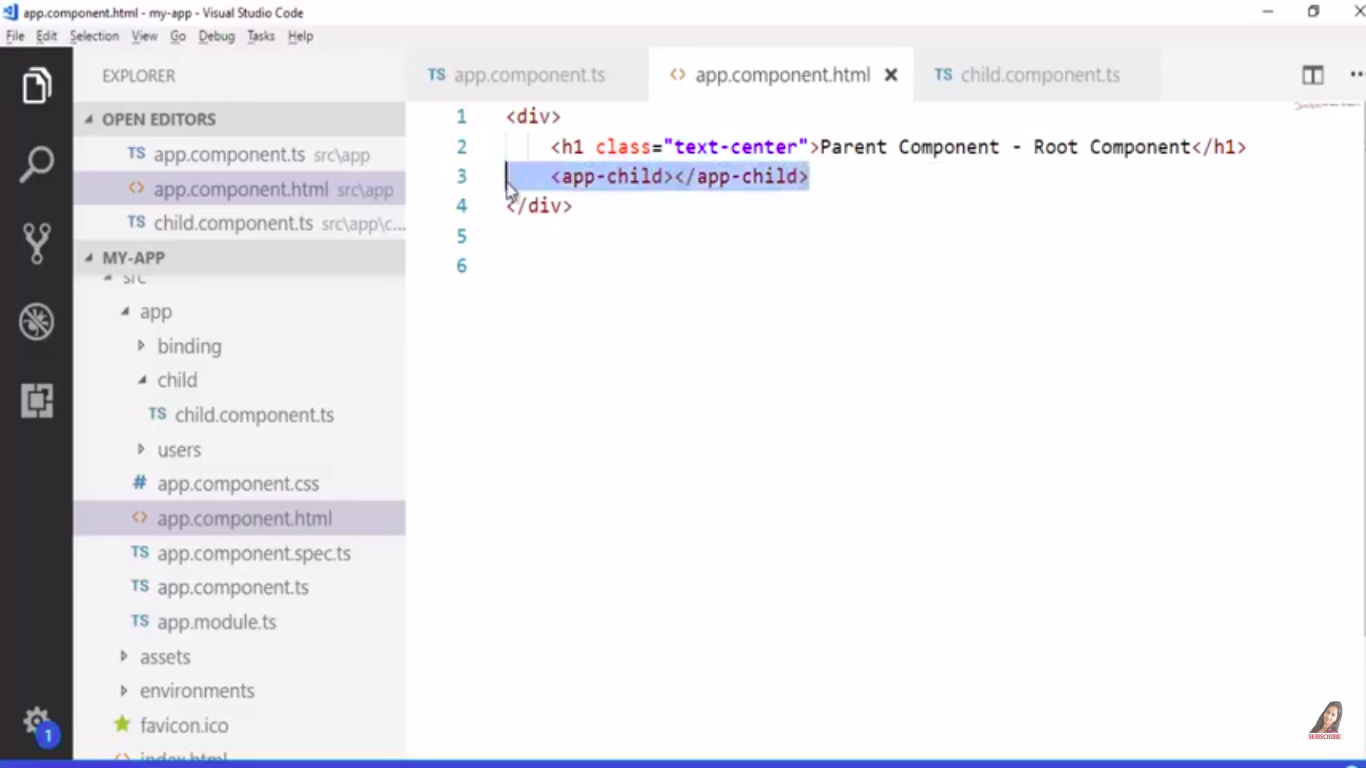 app.component.html - my-app - Visual Studio Code
File Edit Selection View Go Debug Tasks Help
EXPLORER
OPEN EDITORS
TS app.component.ts src\app
<> app.component.html src\app
TS child.component.ts src\app\c...
MY-APP
src
app
binding
child
TS child.component.ts
users
# app.component.css
<> app.component.html
TS app.component.spec.ts
TS app.component.ts
TS app.module.ts
assets
environments
favicon.ico
<> index.html
1
TS app.component.ts
<> app.component.html
TS child.component.ts
1 <div>
2 <h1 class="text-center">Parent Component - Root Component</h1>
3 <app-child></app-child>
4 </div>
5
6
SUBSCRIBE